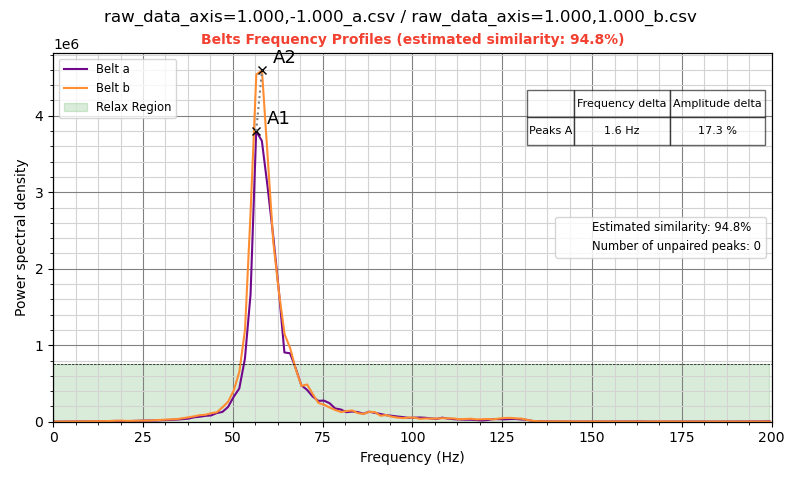 raw_data_axis=1.000,-1.000_a.csv / raw_data_axis=1.000,1.000_b.csv
Belts Frequency Profiles (estimated similarity: 94.8%)
1e6
Belt a
Belt b
Relax Region
A2
A1
Frequency delta Amplitude delta
Peaks A 1.6 Hz 17.3 %
Estimated similarity: 94.8%
Number of unpaired peaks: 0
Power spectral density
4
3
2
1
0
0 25 50 75 100 125 150 175 200
Frequency (Hz)